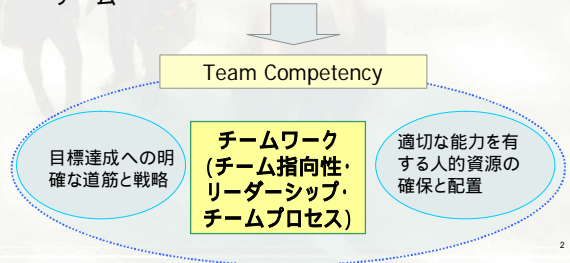 チーム
Team Competency
目標達成への明
確な道筋と戦略
チームワーク
(チーム指向性・
リーダーシップ・
チームプロセス)
適切な能力を有
する人的資源の
確保と配置
2